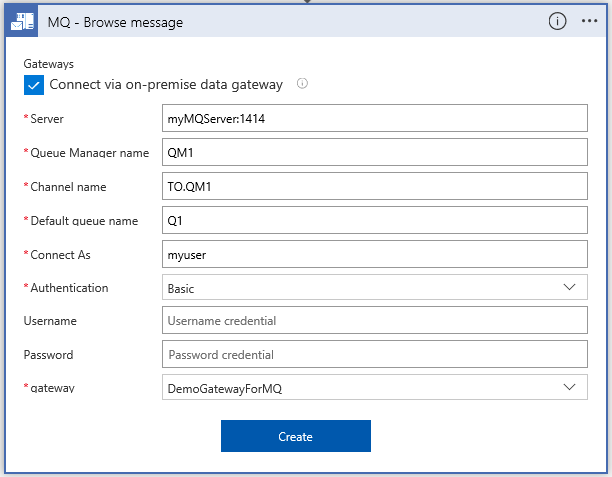 MQ - Browse message
Gateways
Connect via on-premise data gateway
* Server myMQServer:1414
* Queue Manager name QM1
* Channel name TO.QM1
* Default queue name Q1
* Connect As myuser
* Authentication Basic
Username Username credential
Password Password credential
* gateway DemoGatewayForMQ
Create